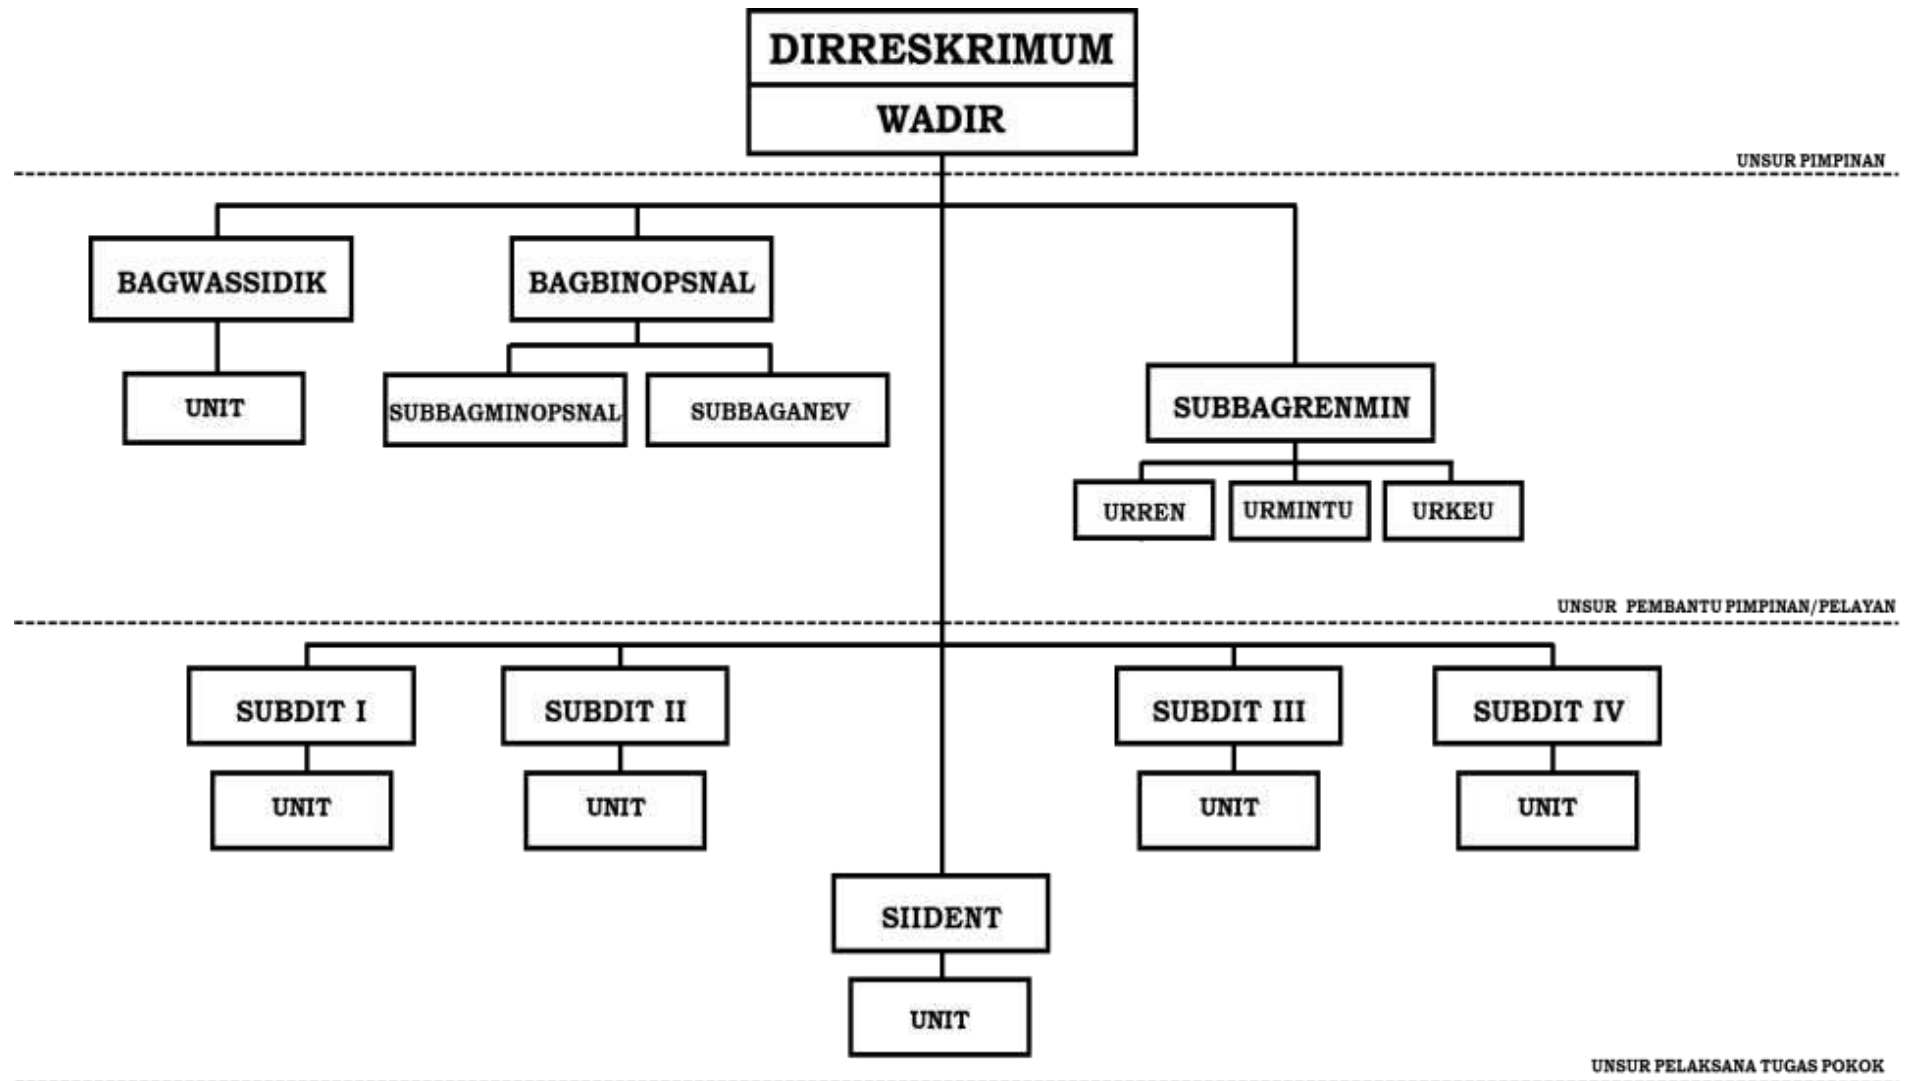 DIRRESKRIMUM
WADIR
UNSUR PIMPINAN
BAGWASSIDIK
BAGBINOPSNAL
UNIT
SUBBAGMINOPSNAL
SUBBAGANEV
SUBBAGRENMIN
URREN
URMINTU
URKEU
UNSUR PEMBANTU PIMPINAN/PELAYAN
SUBDIT I
SUBDIT II
SUBDIT III
SUBDIT IV
UNIT
UNIT
UNIT
UNIT
SIIDENT
UNIT
UNSUR PELAKSANA TUGAS POKOK